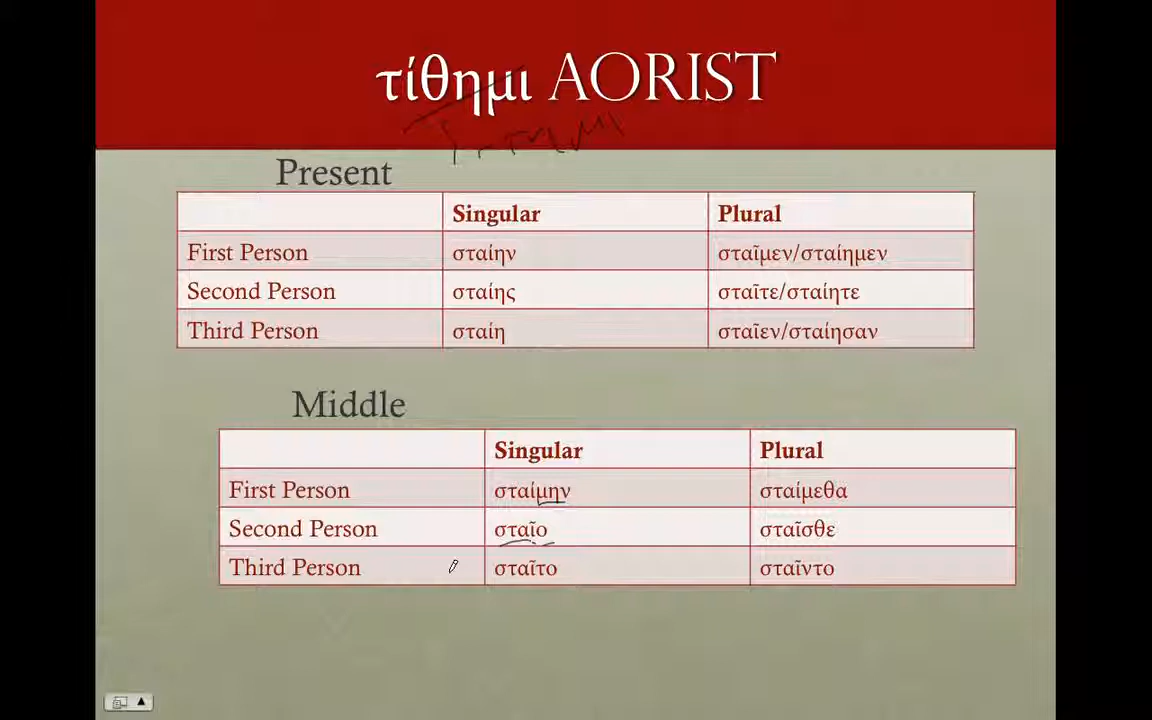 τίθημι AORIST
Present
Singular Plural
First Person σταίην σταῖμεν/σταίημεν
Second Person σταίης σταῖτε/σταίητε
Third Person σταίη σταῖεν/σταίησαν
Middle
Singular Plural
First Person σταίμην σταίμεθα
Second Person σταῖο σταῖσθε
Third Person σταῖτο σταῖντο